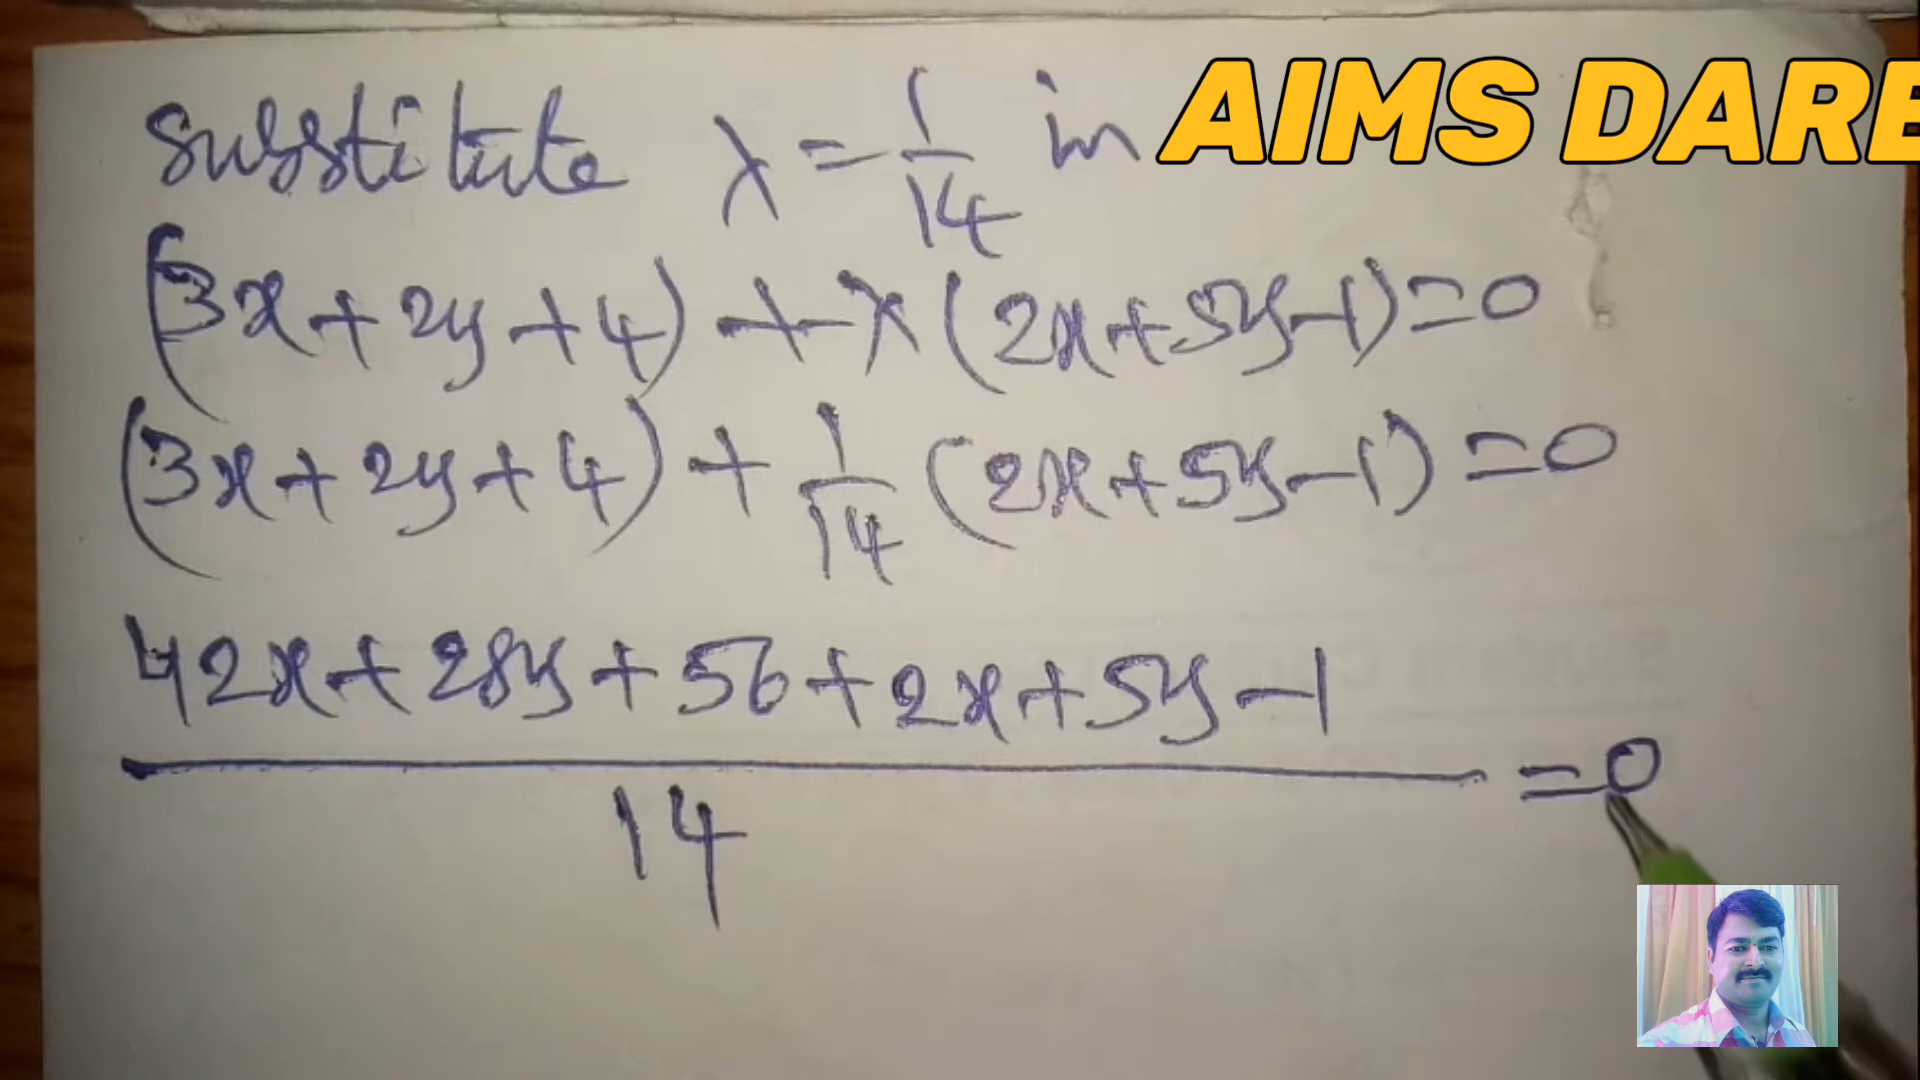 substitute λ = 1/14 in
AIMS DARE
(3x + 2y + 4) + λ (2x + 5y - 1) = 0
(3x + 2y + 4) + 1/14 (2x + 5y - 1) = 0
42x + 28y + 56 + 2x + 5y - 1
= 0
14